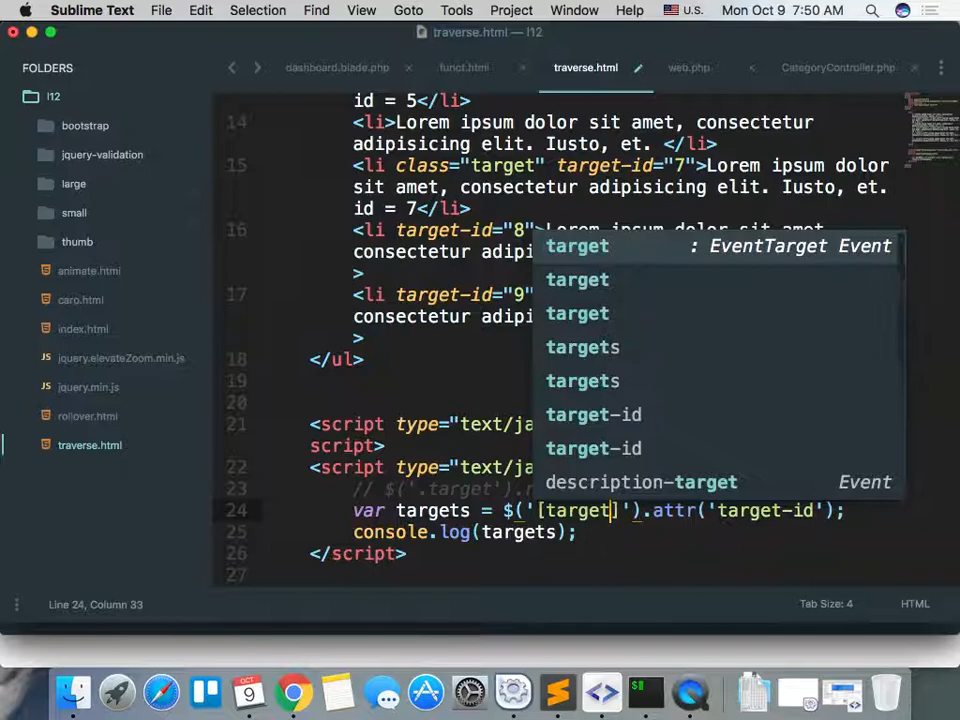 Sublime Text File Edit Selection Find View Goto Tools Project Window Help U.S. Mon Oct 9 7:50 AM
traverse.html — l12
FOLDERS
l12
bootstrap
jquery-validation
large
small
thumb
animate.html
caro.html
index.html
JS jquery.elevateZoom.min.js
JS jquery.min.js
rollover.html
traverse.html
dashboard.blade.php × funct.html × traverse.html web.php × CategoryController.php ×
id = 5</li>
14 <li>Lorem ipsum dolor sit amet, consectetur
adipisicing elit. Iusto, et. </li>
15 <li class="target" target-id="7">Lorem ipsum dolor
sit amet, consectetur adipisicing elit. Iusto, et.
id = 7</li>
16 <li target-id="8"
consectetur adipi
>
17 <li target-id="9"
consectetur adipi
>
18 </ul>
19
20
21 <script type="text/ja
script>
22 <script type="text/ja
23 // $('.target').
24 var targets = $('[target]').attr('target-id');
25 console.log(targets);
26 </script>
27
target : EventTarget Event
target
target
targets
targets
target-id
target-id
description-target Event
Line 24, Column 33 Tab Size: 4 HTML